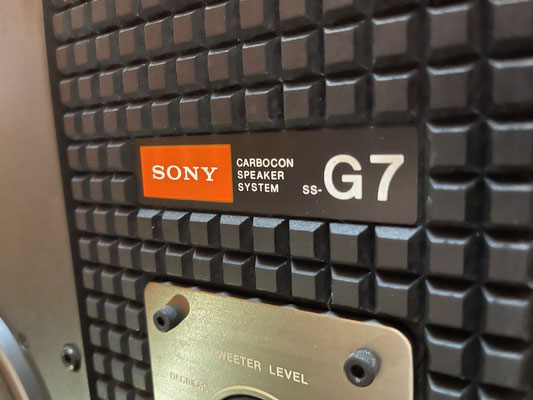 SONY
CARBOCON
SPEAKER
SYSTEM
SS-G7
WEETER LEVEL